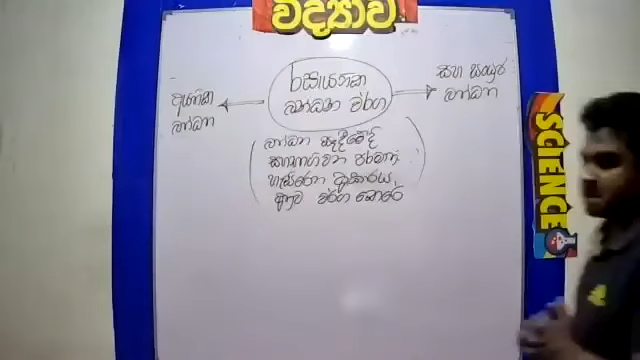 විද්‍යාව
රසායනික
බන්ධන වර්ග
අයනික
බන්ධන
සහ සංයුජ
බන්ධන
බන්ධන සෑදීමේදී
සහභාගිවන පරමාණු
හැසිරෙන ආකාරය
අනුව වර්ග කෙරේ
SCIENCE